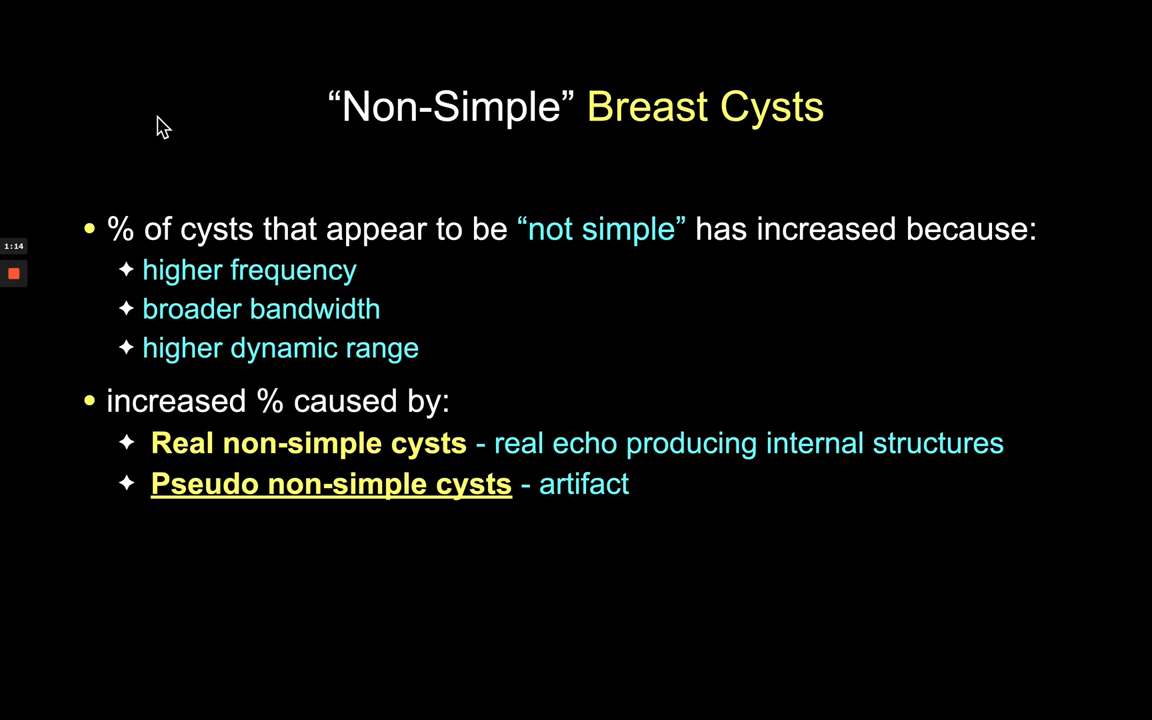 “Non-Simple” Breast Cysts
• % of cysts that appear to be “not simple” has increased because:
✦ higher frequency
✦ broader bandwidth
✦ higher dynamic range
• increased % caused by:
✦ Real non-simple cysts - real echo producing internal structures
✦ Pseudo non-simple cysts - artifact
1:14